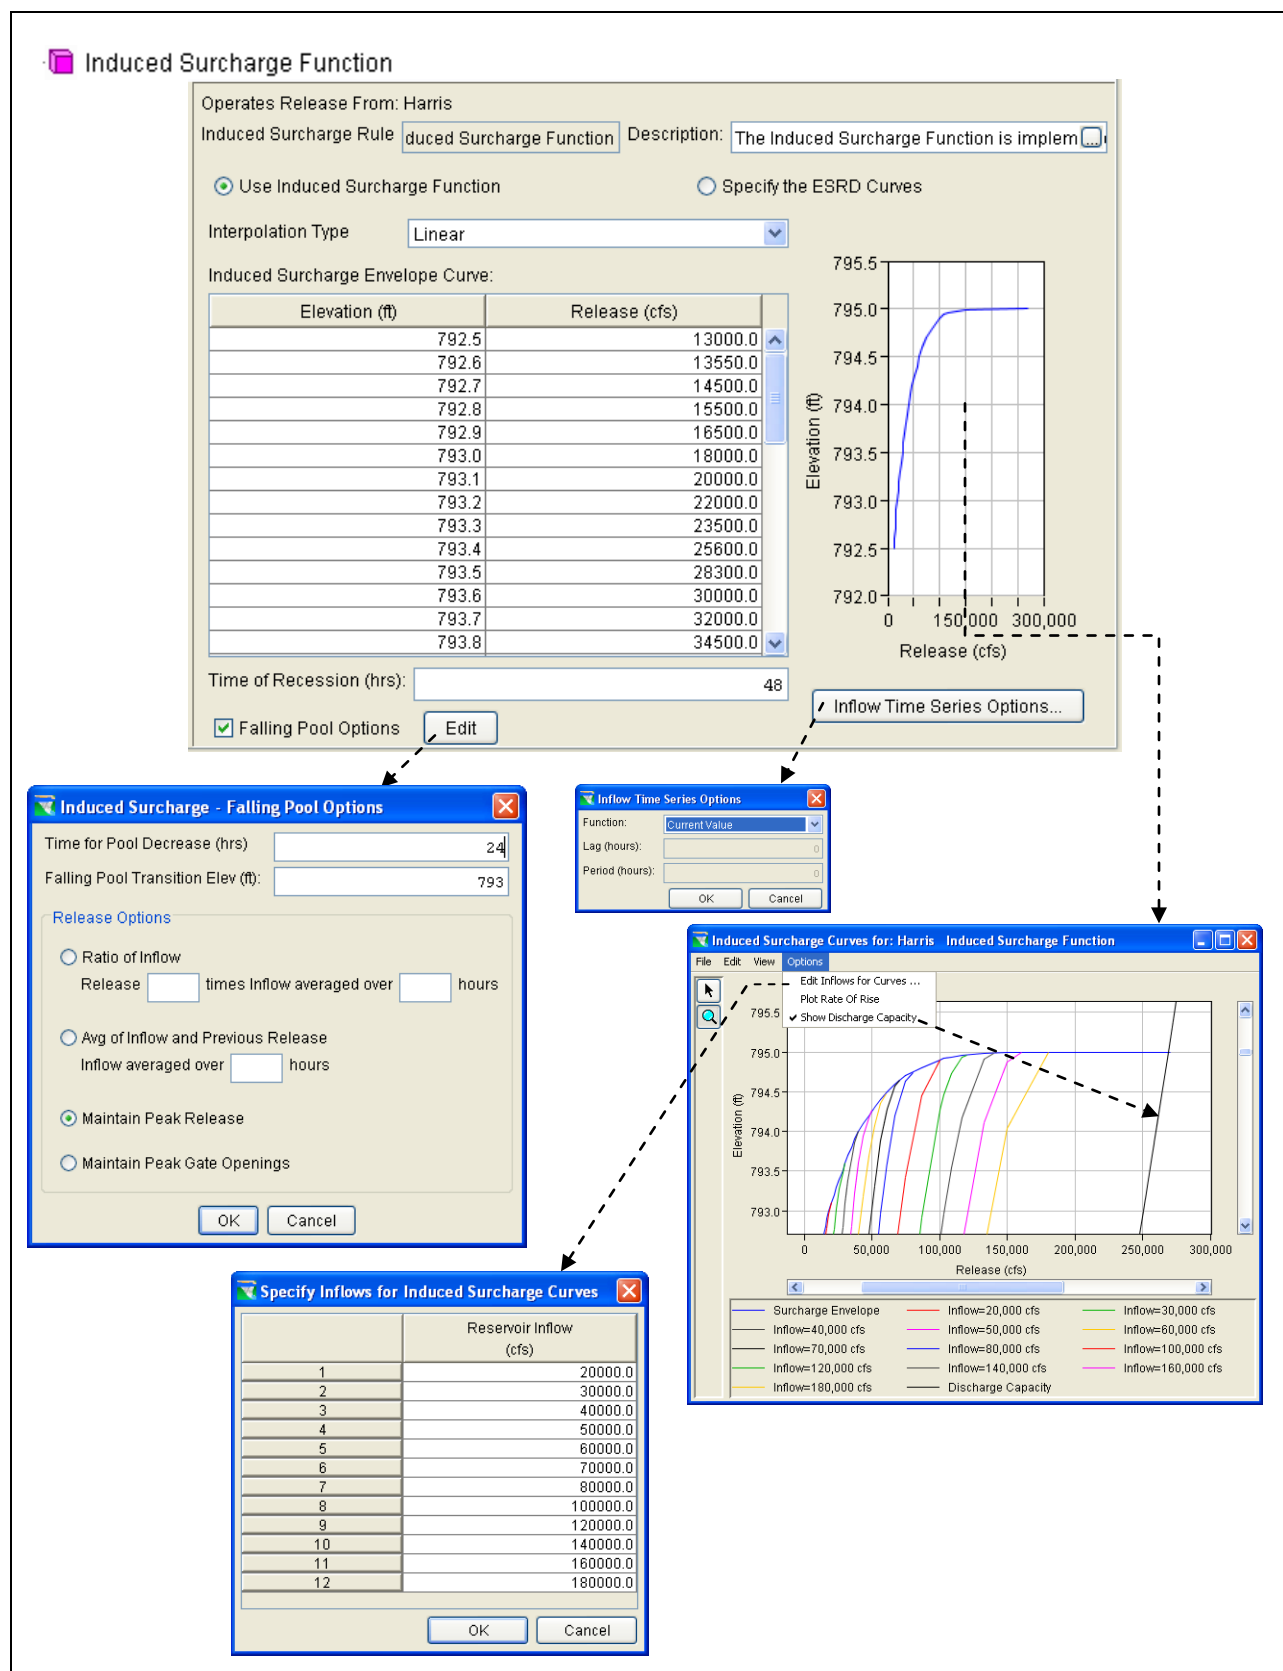 Induced Surcharge Function
Operates Release From: Harris
Induced Surcharge Rule duced Surcharge Function Description: The Induced Surcharge Function is implem ...
Use Induced Surcharge Function Specify the ESRD Curves
Interpolation Type Linear
Induced Surcharge Envelope Curve:
Elevation (ft) Release (cfs)
792.5 13000.0
792.6 13550.0
792.7 14500.0
792.8 15500.0
792.9 16500.0
793.0 18000.0
793.1 20000.0
793.2 22000.0
793.3 23500.0
793.4 25600.0
793.5 28300.0
793.6 30000.0
793.7 32000.0
793.8 34500.0
795.5
795.0
794.5
794.0
793.5
793.0
792.5
792.0
Elevation (ft)
0 150,000 300,000
Release (cfs)
Time of Recession (hrs): 48
Inflow Time Series Options...
Falling Pool Options Edit
Induced Surcharge - Falling Pool Options
Time for Pool Decrease (hrs) 24
Falling Pool Transition Elev (ft): 793
Release Options
Ratio of Inflow
Release times Inflow averaged over hours
Avg of Inflow and Previous Release
Inflow averaged over hours
Maintain Peak Release
Maintain Peak Gate Openings
OK Cancel
Inflow Time Series Options
Function: Current Value
Lag (hours): 0
Period (hours): 0
OK Cancel
Induced Surcharge Curves for: Harris Induced Surcharge Function
File Edit View Options
Edit Inflows for Curves ...
Plot Rate Of Rise
Show Discharge Capacity
795.5
795.0
794.5
794.0
793.5
793.0
Elevation (ft)
0 50,000 100,000 150,000 200,000 250,000 300,000
Release (cfs)
Surcharge Envelope Inflow=20,000 cfs Inflow=30,000 cfs
Inflow=40,000 cfs Inflow=50,000 cfs Inflow=60,000 cfs
Inflow=70,000 cfs Inflow=80,000 cfs Inflow=100,000 cfs
Inflow=120,000 cfs Inflow=140,000 cfs Inflow=160,000 cfs
Inflow=180,000 cfs Discharge Capacity
Specify Inflows for Induced Surcharge Curves
Reservoir Inflow
(cfs)
1 20000.0
2 30000.0
3 40000.0
4 50000.0
5 60000.0
6 70000.0
7 80000.0
8 100000.0
9 120000.0
10 140000.0
11 160000.0
12 180000.0
OK Cancel